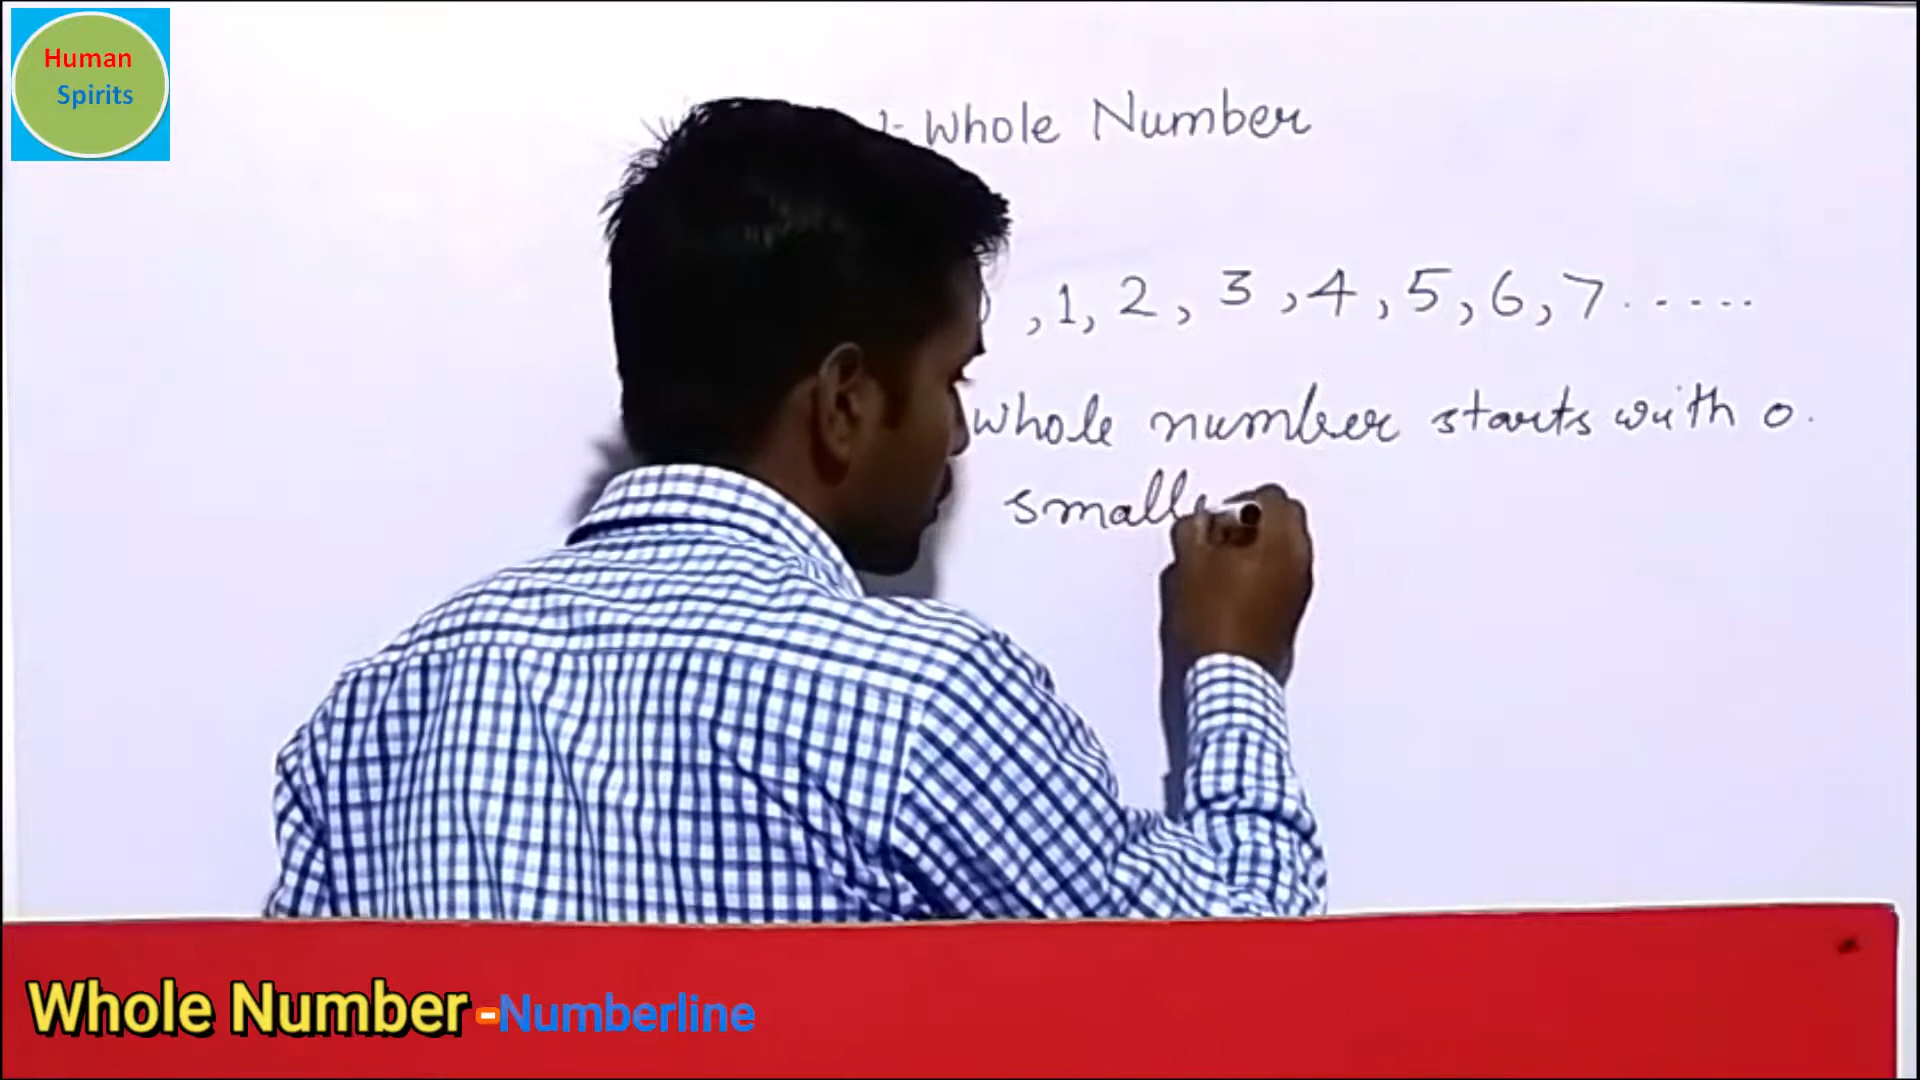 Human
Spirits
Whole Number
, 1, 2, 3, 4, 5, 6, 7 . . . . .
whole number starts with 0.
Whole Number -Numberline